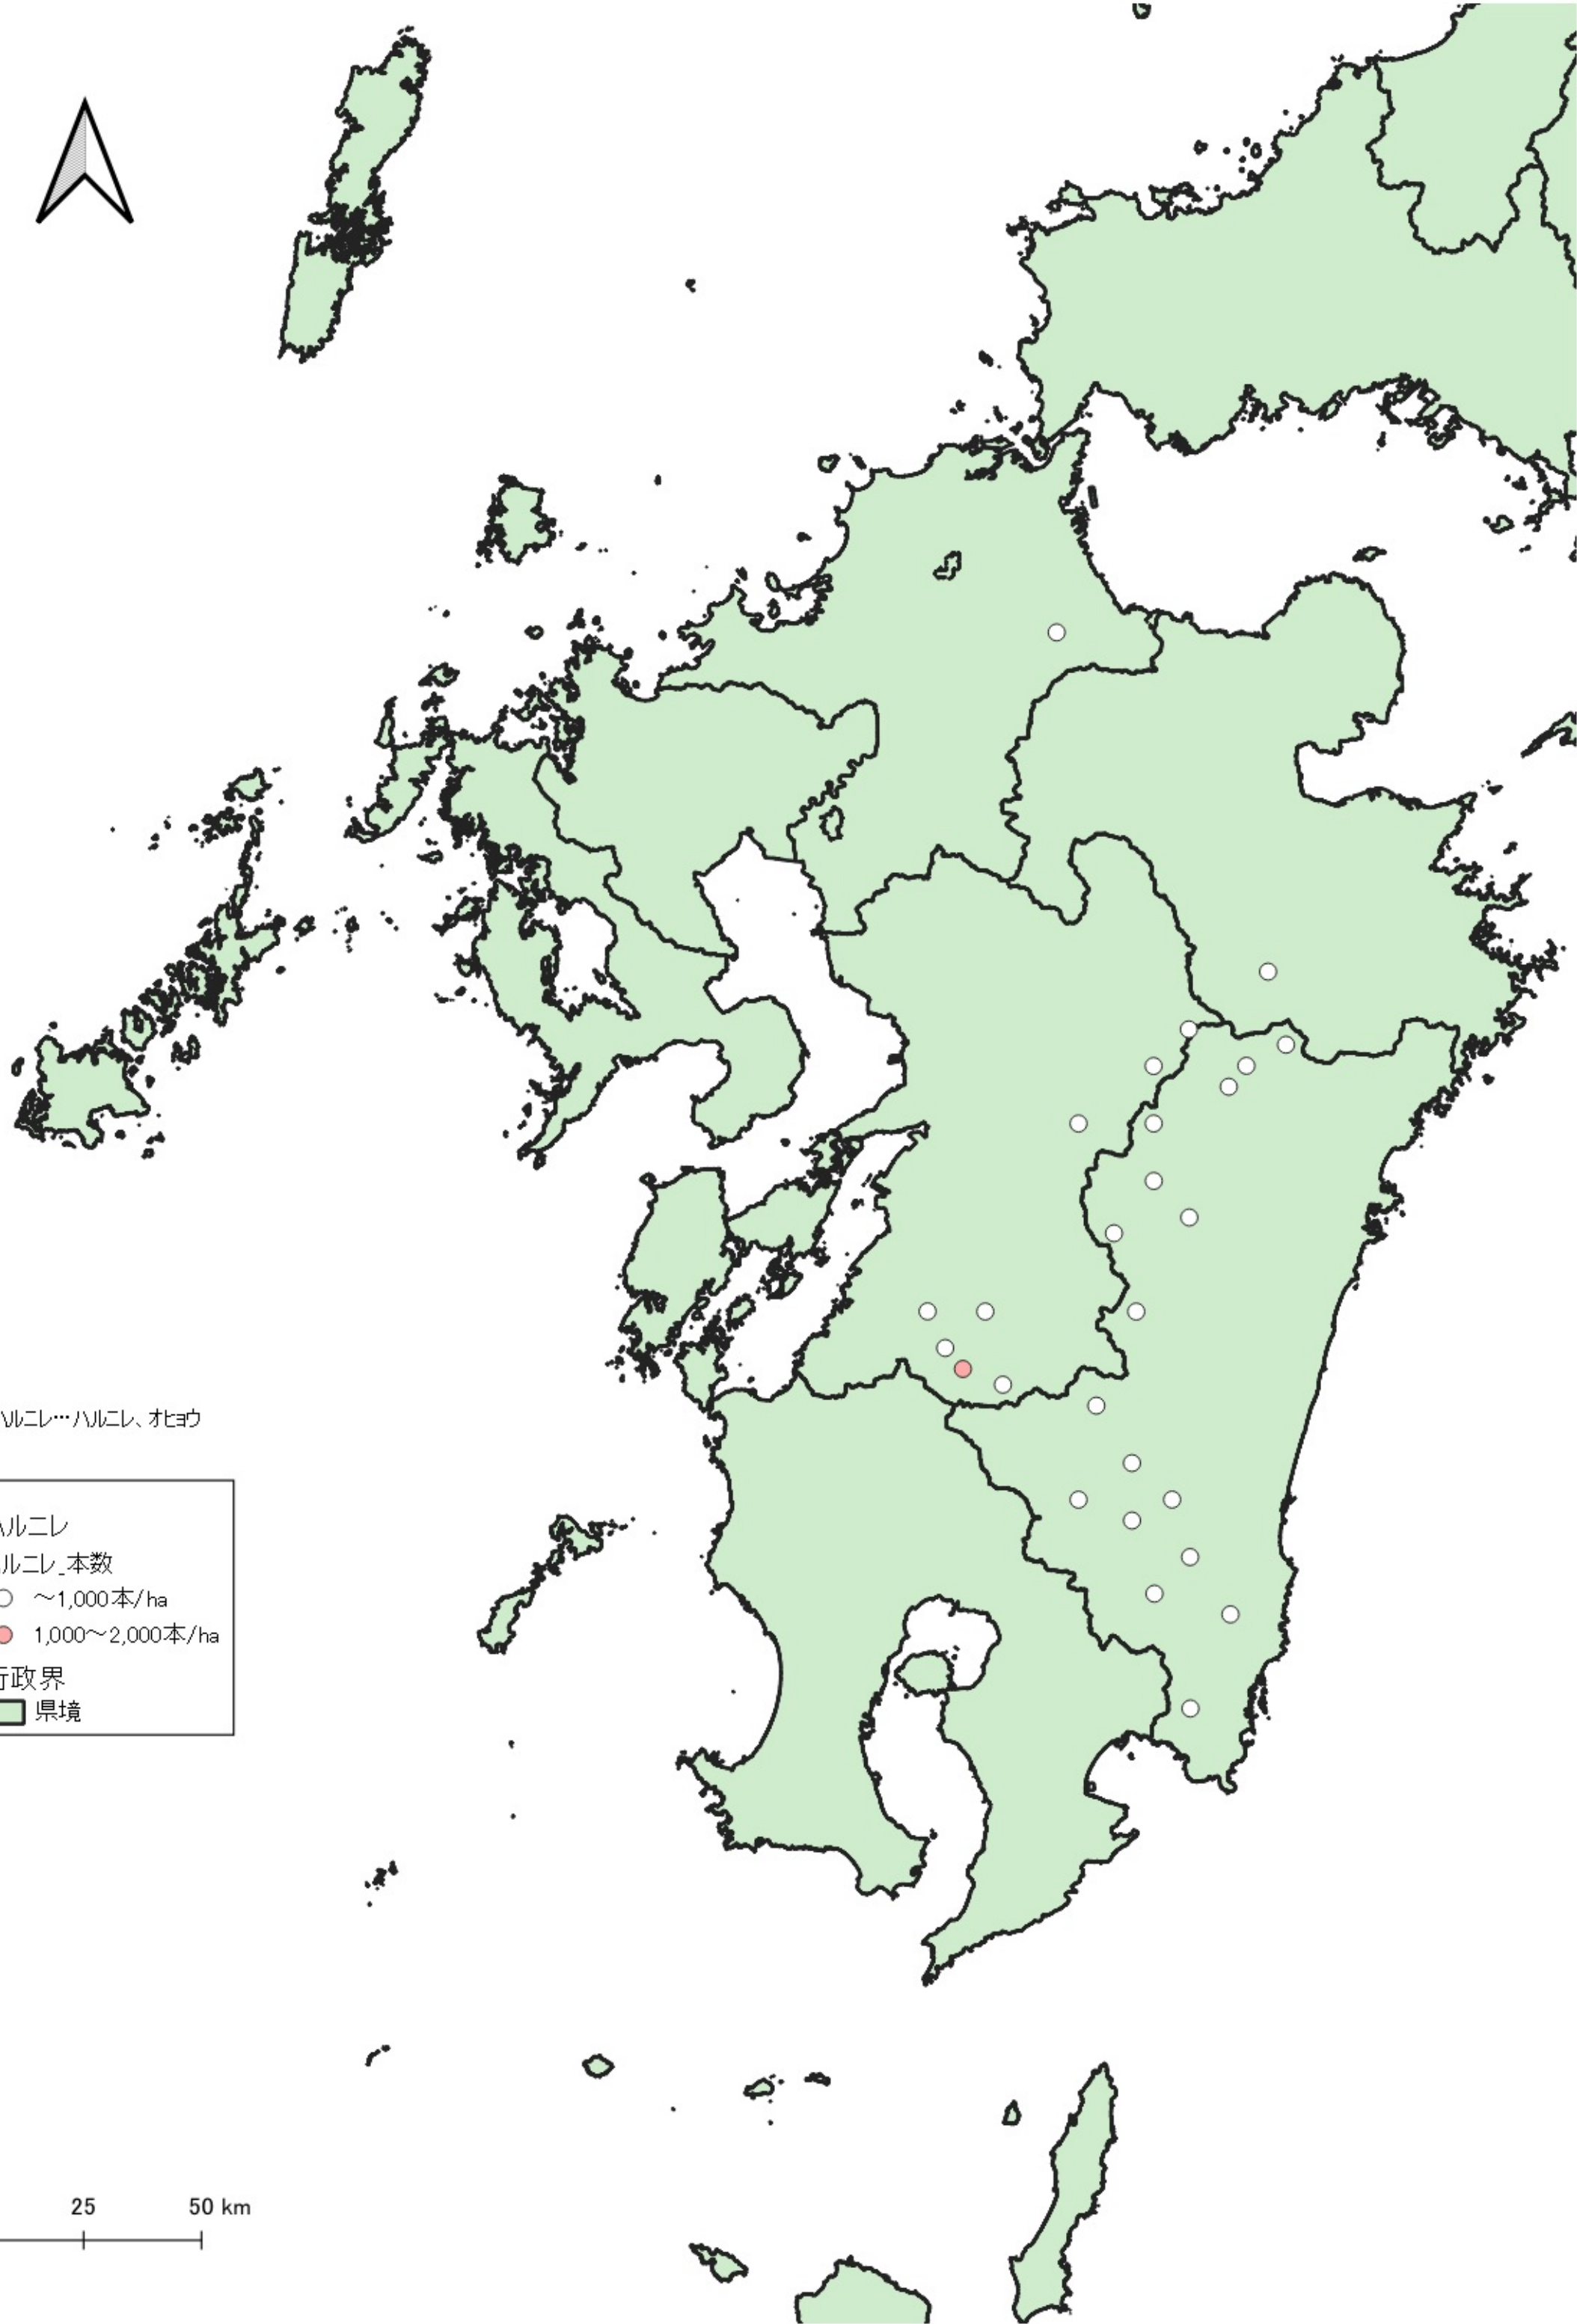 ハルニレ…ハルニレ、オヒョウ
ハルニレ
ルニレ_本数
～1,000本/ha
1,000～2,000本/ha
行政界
県境
25 50 km